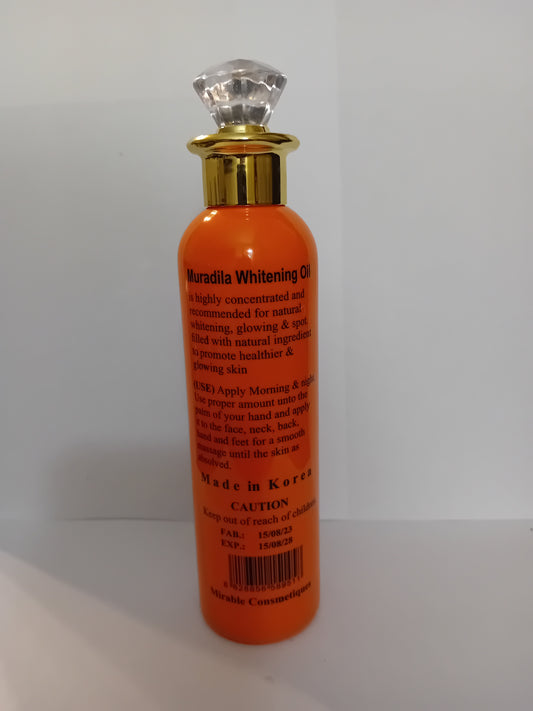 Muradila Whitening Oil
is highly concentrated and
recommended for natural
whitening, glowing & spot,
filled with natural ingredient
to promote healthier &
glowing skin
(USE) Apply Morning & night
Use proper amount unto the
palm of your hand and apply
it to the face, neck, back,
hand and feet for a smooth
massage until the skin as
absolved.
Made in Korea
CAUTION
Keep out of reach of children
FAB.: 15/08/23
EXP.: 15/08/28
Mirable Consmetiques